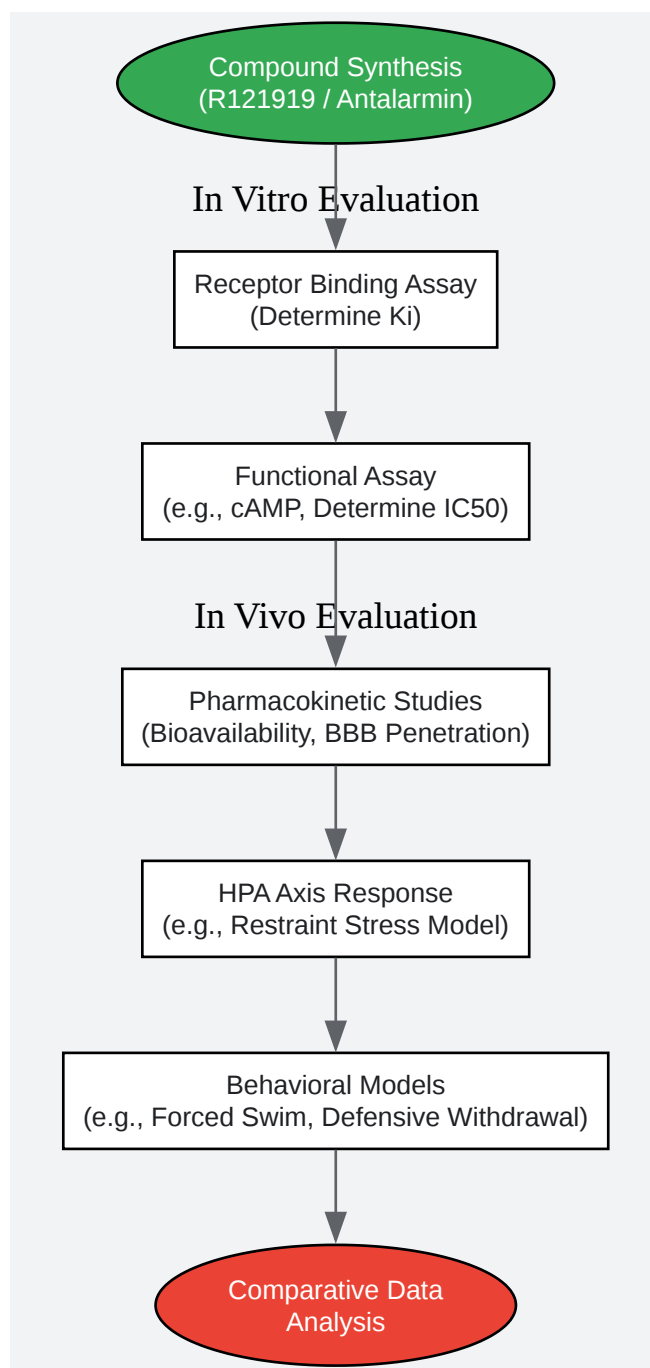 Compound Synthesis
(R121919 / Antalarmin)
In Vitro Evaluation
Receptor Binding Assay
(Determine Ki)
Functional Assay
(e.g., cAMP, Determine IC50)
In Vivo Evaluation
Pharmacokinetic Studies
(Bioavailability, BBB Penetration)
HPA Axis Response
(e.g., Restraint Stress Model)
Behavioral Models
(e.g., Forced Swim, Defensive Withdrawal)
Comparative Data
Analysis